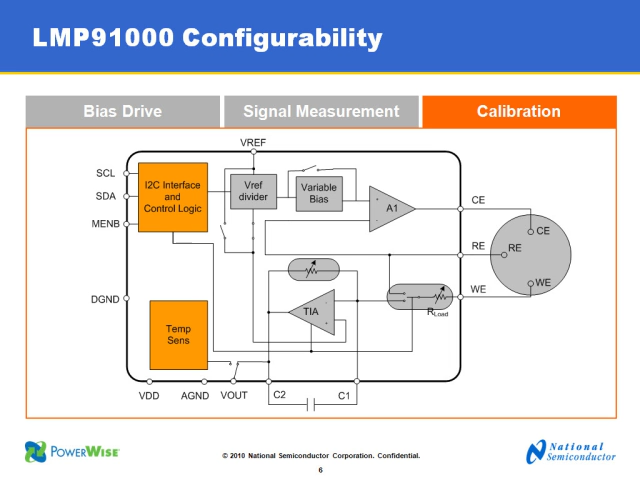 LMP91000 Configurability
Bias Drive
Signal Measurement
Calibration
VREF
SCL
SDA
MENB
DGND
I2C Interface
and
Control Logic
Vref
divider
Variable
Bias
A1
CE
RE
WE
CE
RE
WE
TIA
RLoad
Temp
Sens
VDD
AGND
VOUT
C2
C1
POWERWISE®
© 2010 National Semiconductor Corporation. Confidential.
6
National
Semiconductor